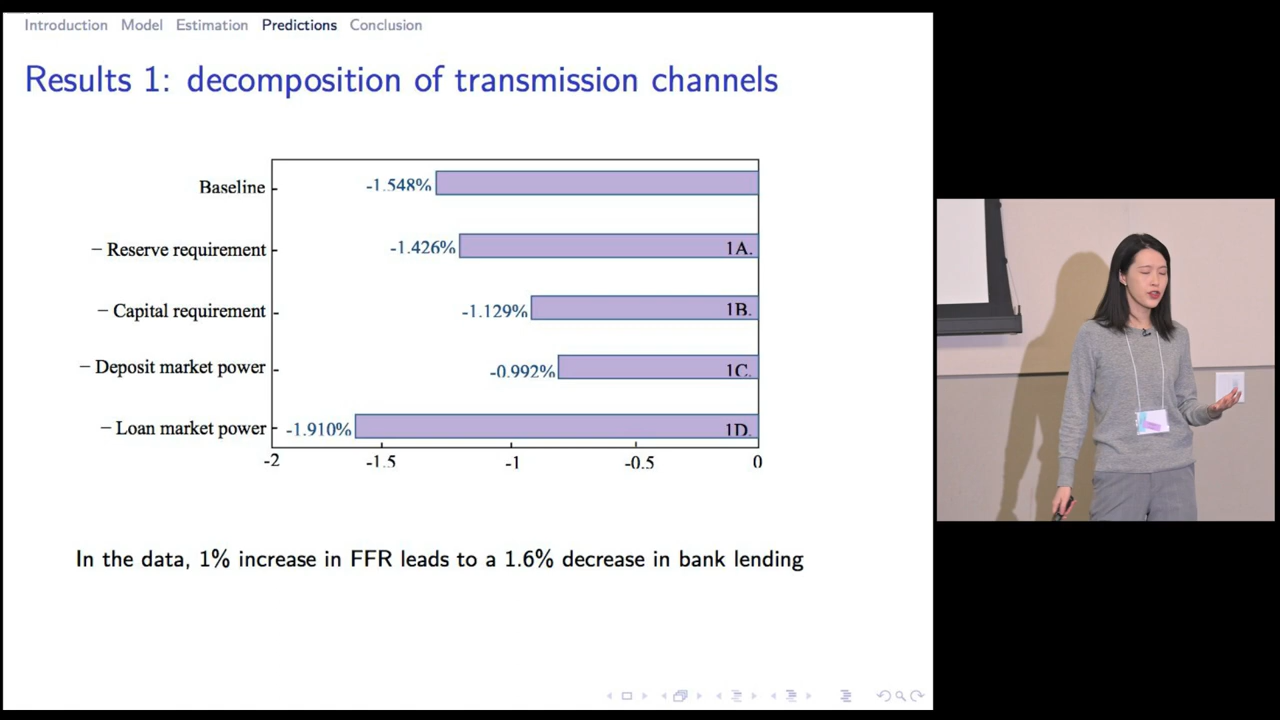 Introduction Model Estimation Predictions Conclusion
Results 1: decomposition of transmission channels
Baseline -1.548%
− Reserve requirement -1.426% 1A.
− Capital requirement -1.129% 1B.
− Deposit market power -0.992% 1C.
− Loan market power -1.910% 1D.
-2 -1.5 -1 -0.5 0
In the data, 1% increase in FFR leads to a 1.6% decrease in bank lending